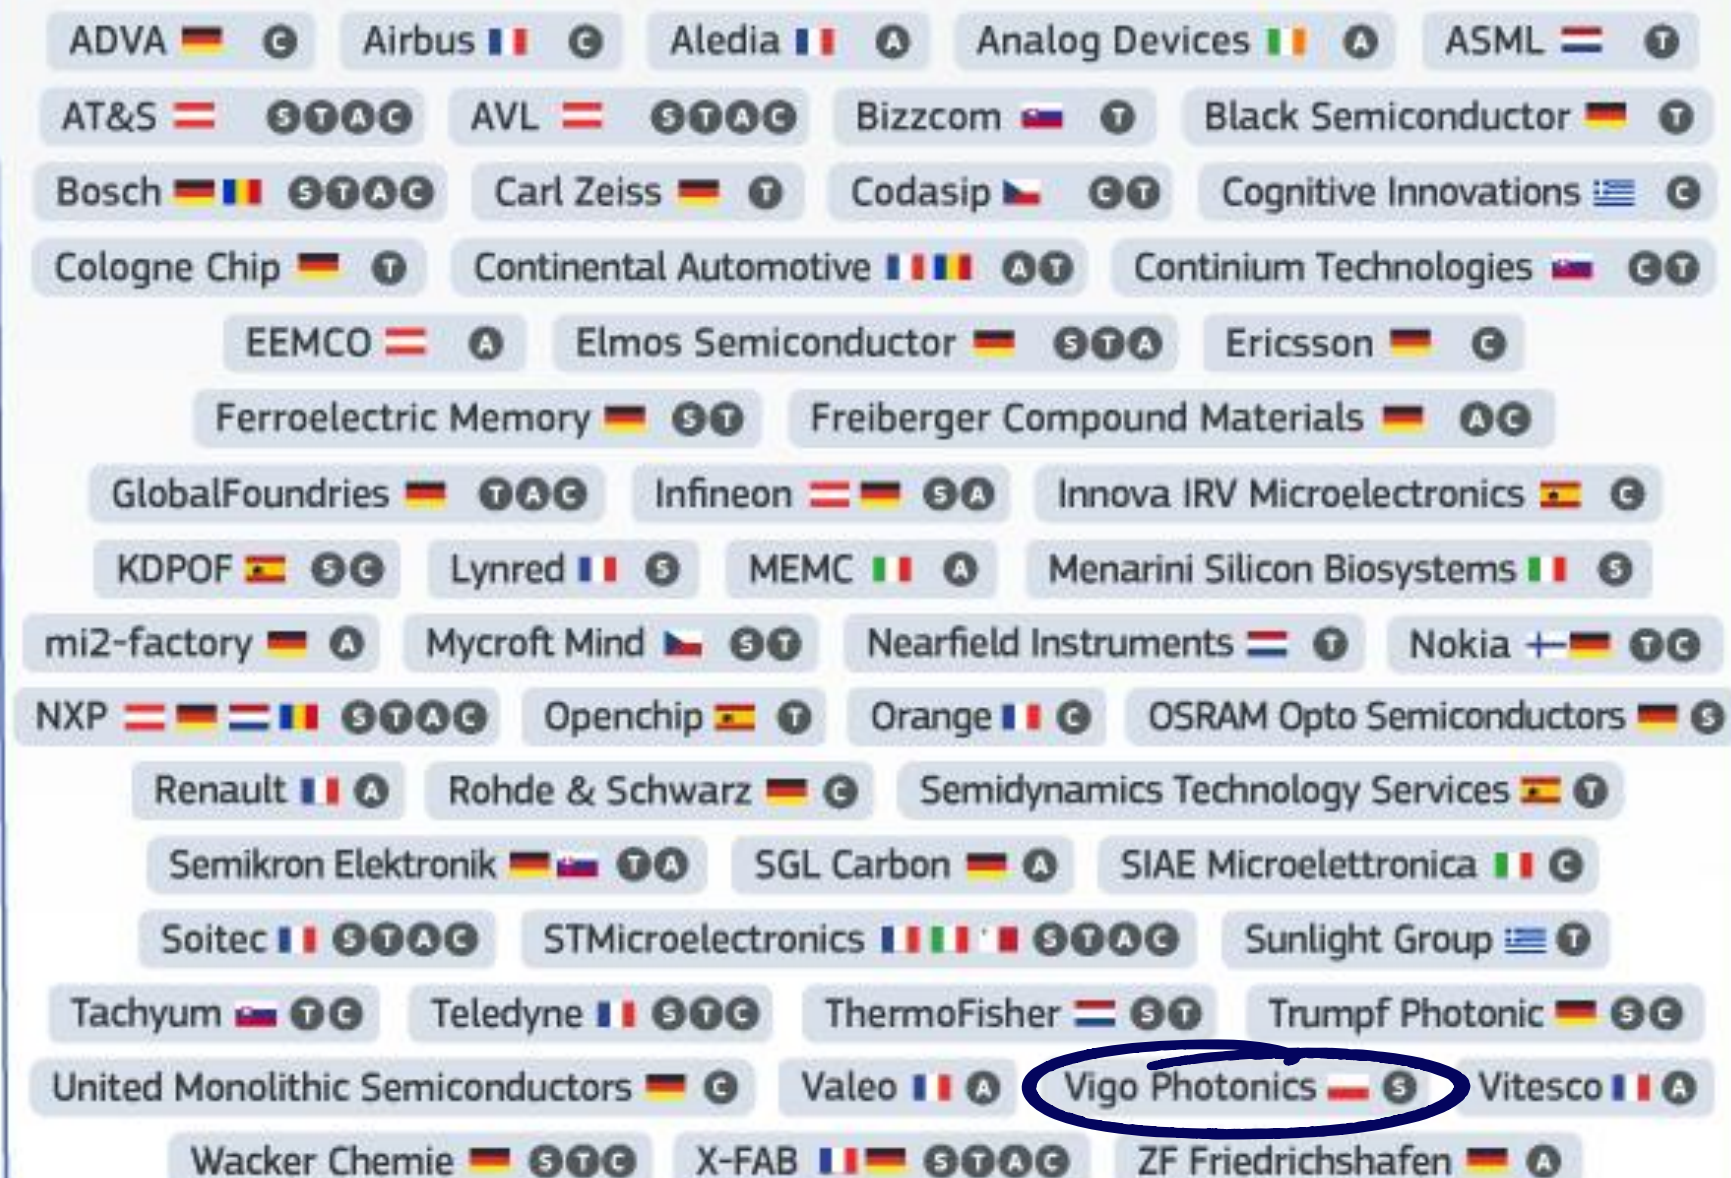 ADVA C Airbus C Aledia A Analog Devices A ASML T
AT&S S T A C AVL S T A C Bizzcom T Black Semiconductor T
Bosch S T A C Carl Zeiss T Codasip C T Cognitive Innovations C
Cologne Chip T Continental Automotive A T Continium Technologies C T
EEMCO A Elmos Semiconductor S T A Ericsson C
Ferroelectric Memory S T Freiberger Compound Materials A C
GlobalFoundries T A C Infineon S A Innova IRV Microelectronics C
KDPOF S C Lynred S MEMC A Menarini Silicon Biosystems S
mi2-factory A Mycroft Mind S T Nearfield Instruments T Nokia T C
NXP S T A C Openchip T Orange C OSRAM Opto Semiconductors S
Renault A Rohde & Schwarz C Semidynamics Technology Services T
Semikron Elektronik T A SGL Carbon A SIAE Microelettronica C
Soitec S T A C STMicroelectronics S T A C Sunlight Group T
Tachyum T C Teledyne S T C ThermoFisher S T Trumpf Photonic S C
United Monolithic Semiconductors C Valeo A Vigo Photonics S Vitesco A
Wacker Chemie S T C X-FAB S T A C ZF Friedrichshafen A